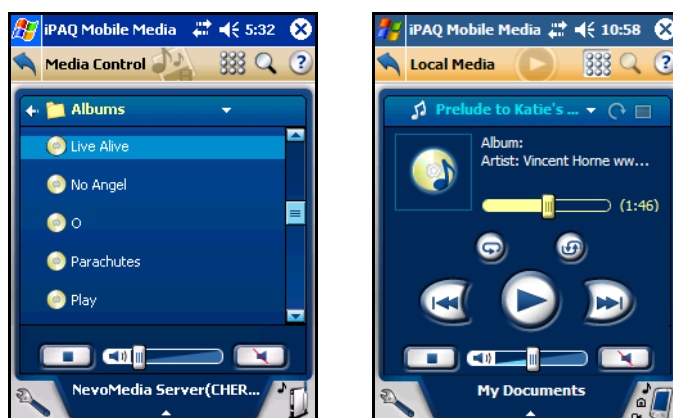 iPAQ Mobile Media 5:32
Media Control
Albums
Live Alive
No Angel
O
Parachutes
Play
NevoMedia Server(CHER...
iPAQ Mobile Media 10:58
Local Media
Prelude to Katie's ...
Album:
Artist: Vincent Horne ww...
(1:46)
My Documents